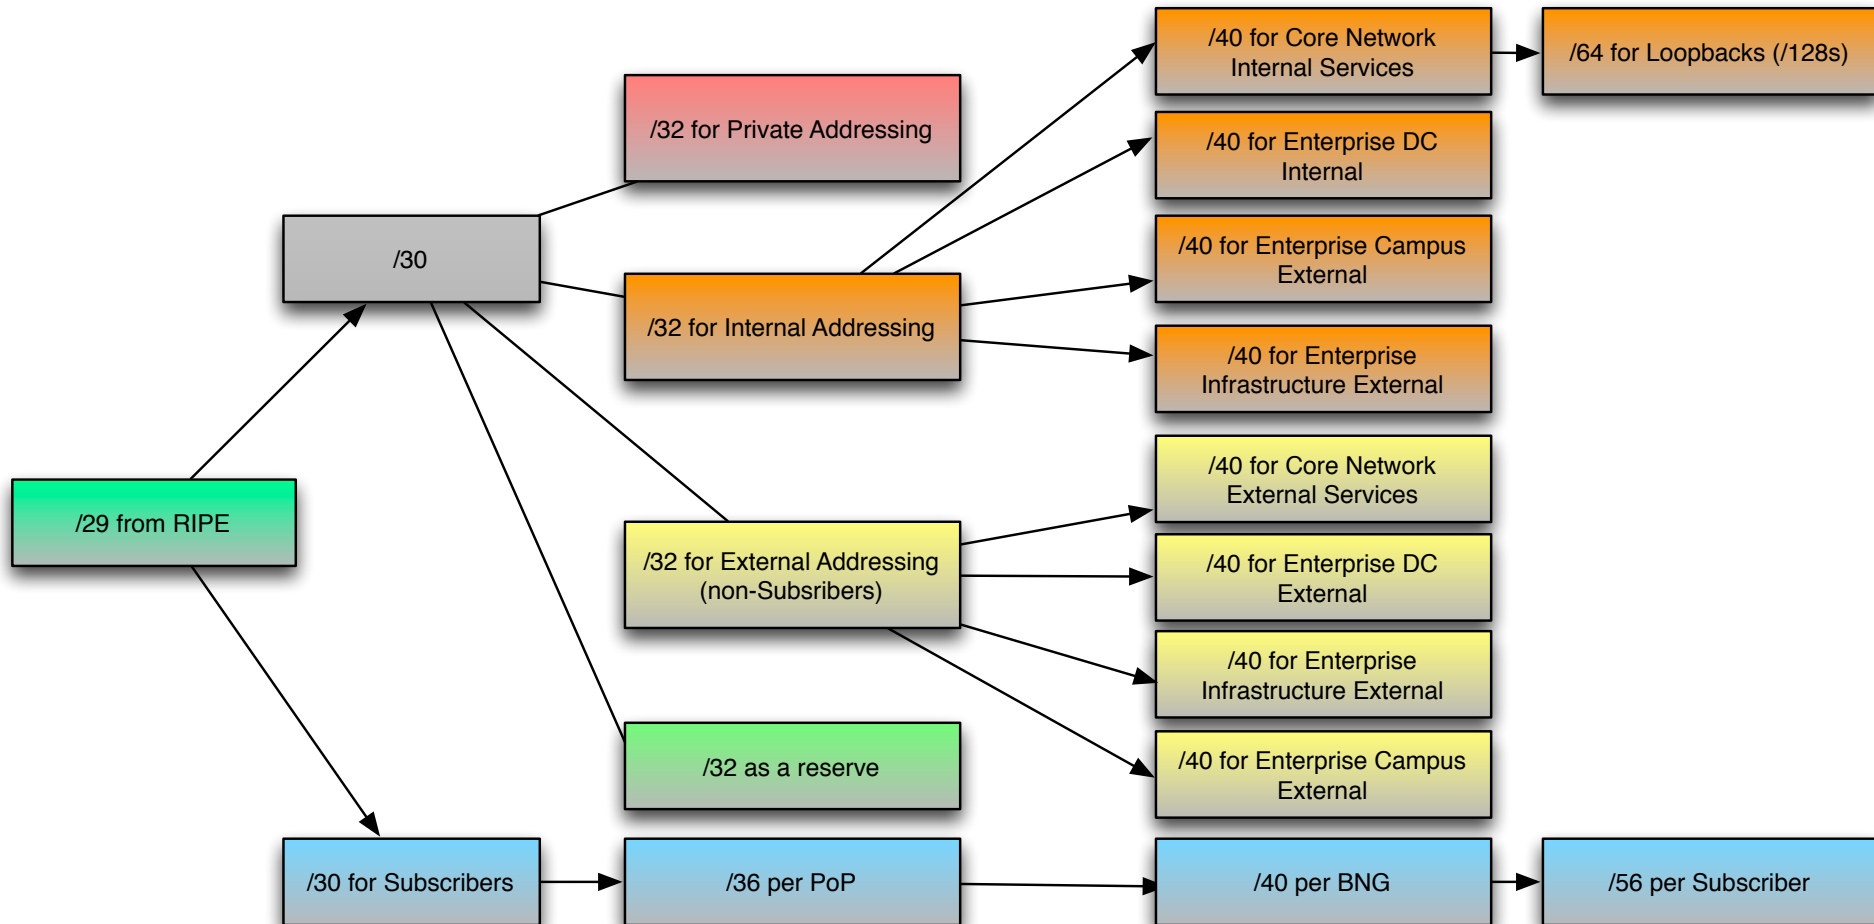 /29 from RIPE
/30
/30 for Subscribers
/32 for Private Addressing
/32 for Internal Addressing
/32 for External Addressing
(non-Subsribers)
/32 as a reserve
/36 per PoP
/40 for Core Network
Internal Services
/40 for Enterprise DC
Internal
/40 for Enterprise Campus
External
/40 for Enterprise
Infrastructure External
/40 for Core Network
External Services
/40 for Enterprise DC
External
/40 for Enterprise
Infrastructure External
/40 for Enterprise Campus
External
/40 per BNG
/64 for Loopbacks (/128s)
/56 per Subscriber